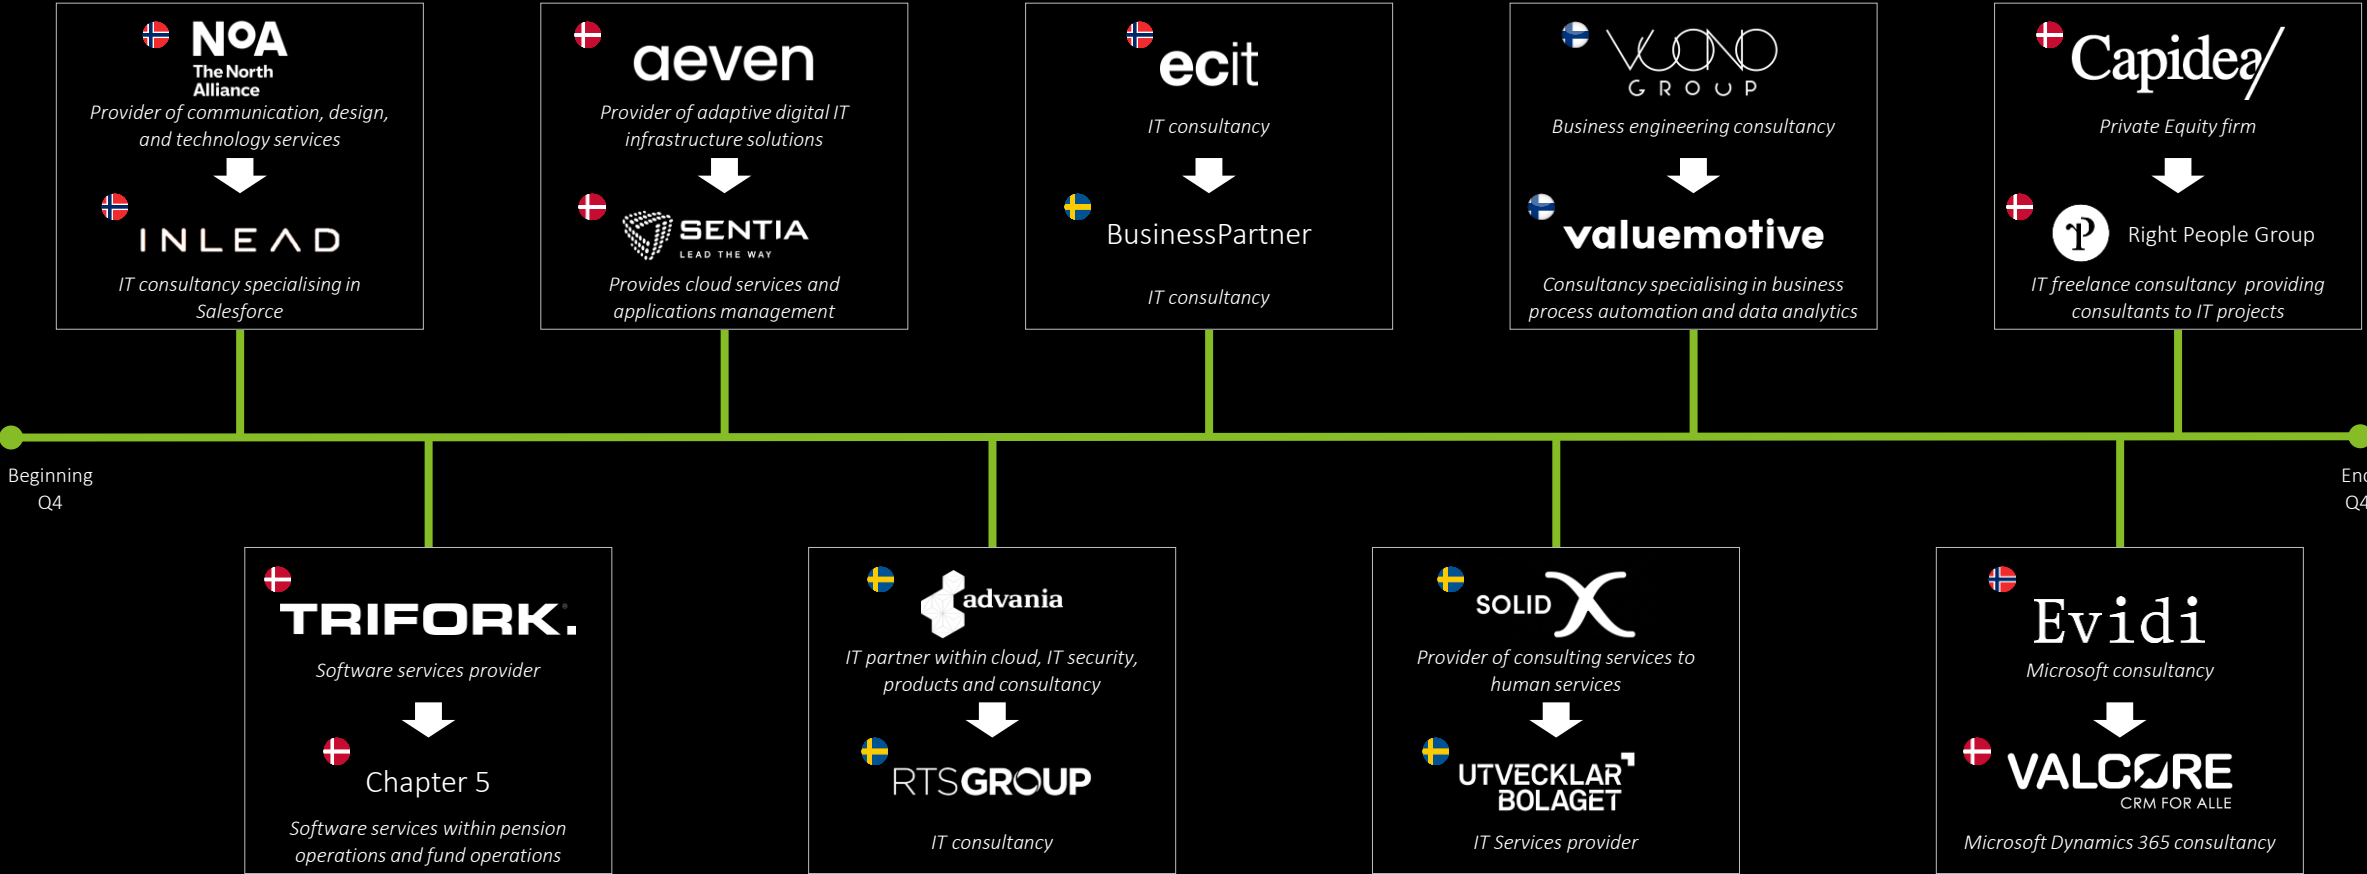 NOA
The North
Alliance
Provider of communication, design,
and technology services
INLEAD
IT consultancy specialising in
Salesforce
aeven
Provider of adaptive digital IT
infrastructure solutions
SENTIA
LEAD THE WAY
Provides cloud services and
applications management
ecit
IT consultancy
BusinessPartner
IT consultancy
VUONO
GROUP
Business engineering consultancy
valuemotive
Consultancy specialising in business
process automation and data analytics
Capidea/
Private Equity firm
Right People Group
IT freelance consultancy providing
consultants to IT projects
Beginning
Q4
End
Q4
TRIFORK.
Software services provider
Chapter 5
Software services within pension
operations and fund operations
advania
IT partner within cloud, IT security,
products and consultancy
RTSGROUP
IT consultancy
SOLID X
Provider of consulting services to
human services
UTVECKLAR
BOLAGET
IT Services provider
Evidi
Microsoft consultancy
VALCORE
CRM FOR ALLE
Microsoft Dynamics 365 consultancy